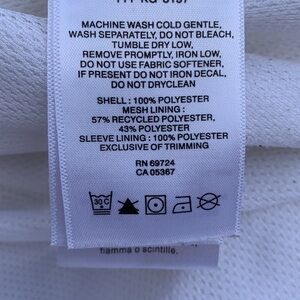 MACHINE WASH COLD GENTLE,
WASH SEPARATELY, DO NOT BLEACH,
TUMBLE DRY LOW,
REMOVE PROMPTLY, IRON LOW,
DO NOT USE FABRIC SOFTENER,
IF PRESENT DO NOT IRON DECAL,
DO NOT DRYCLEAN
SHELL : 100% POLYESTER
MESH LINING :
57% RECYCLED POLYESTER,
43% POLYESTER
SLEEVE LINING : 100% POLYESTER
EXCLUSIVE OF TRIMMING
RN 69724
CA 05367
30 C
fiamma o scintille.